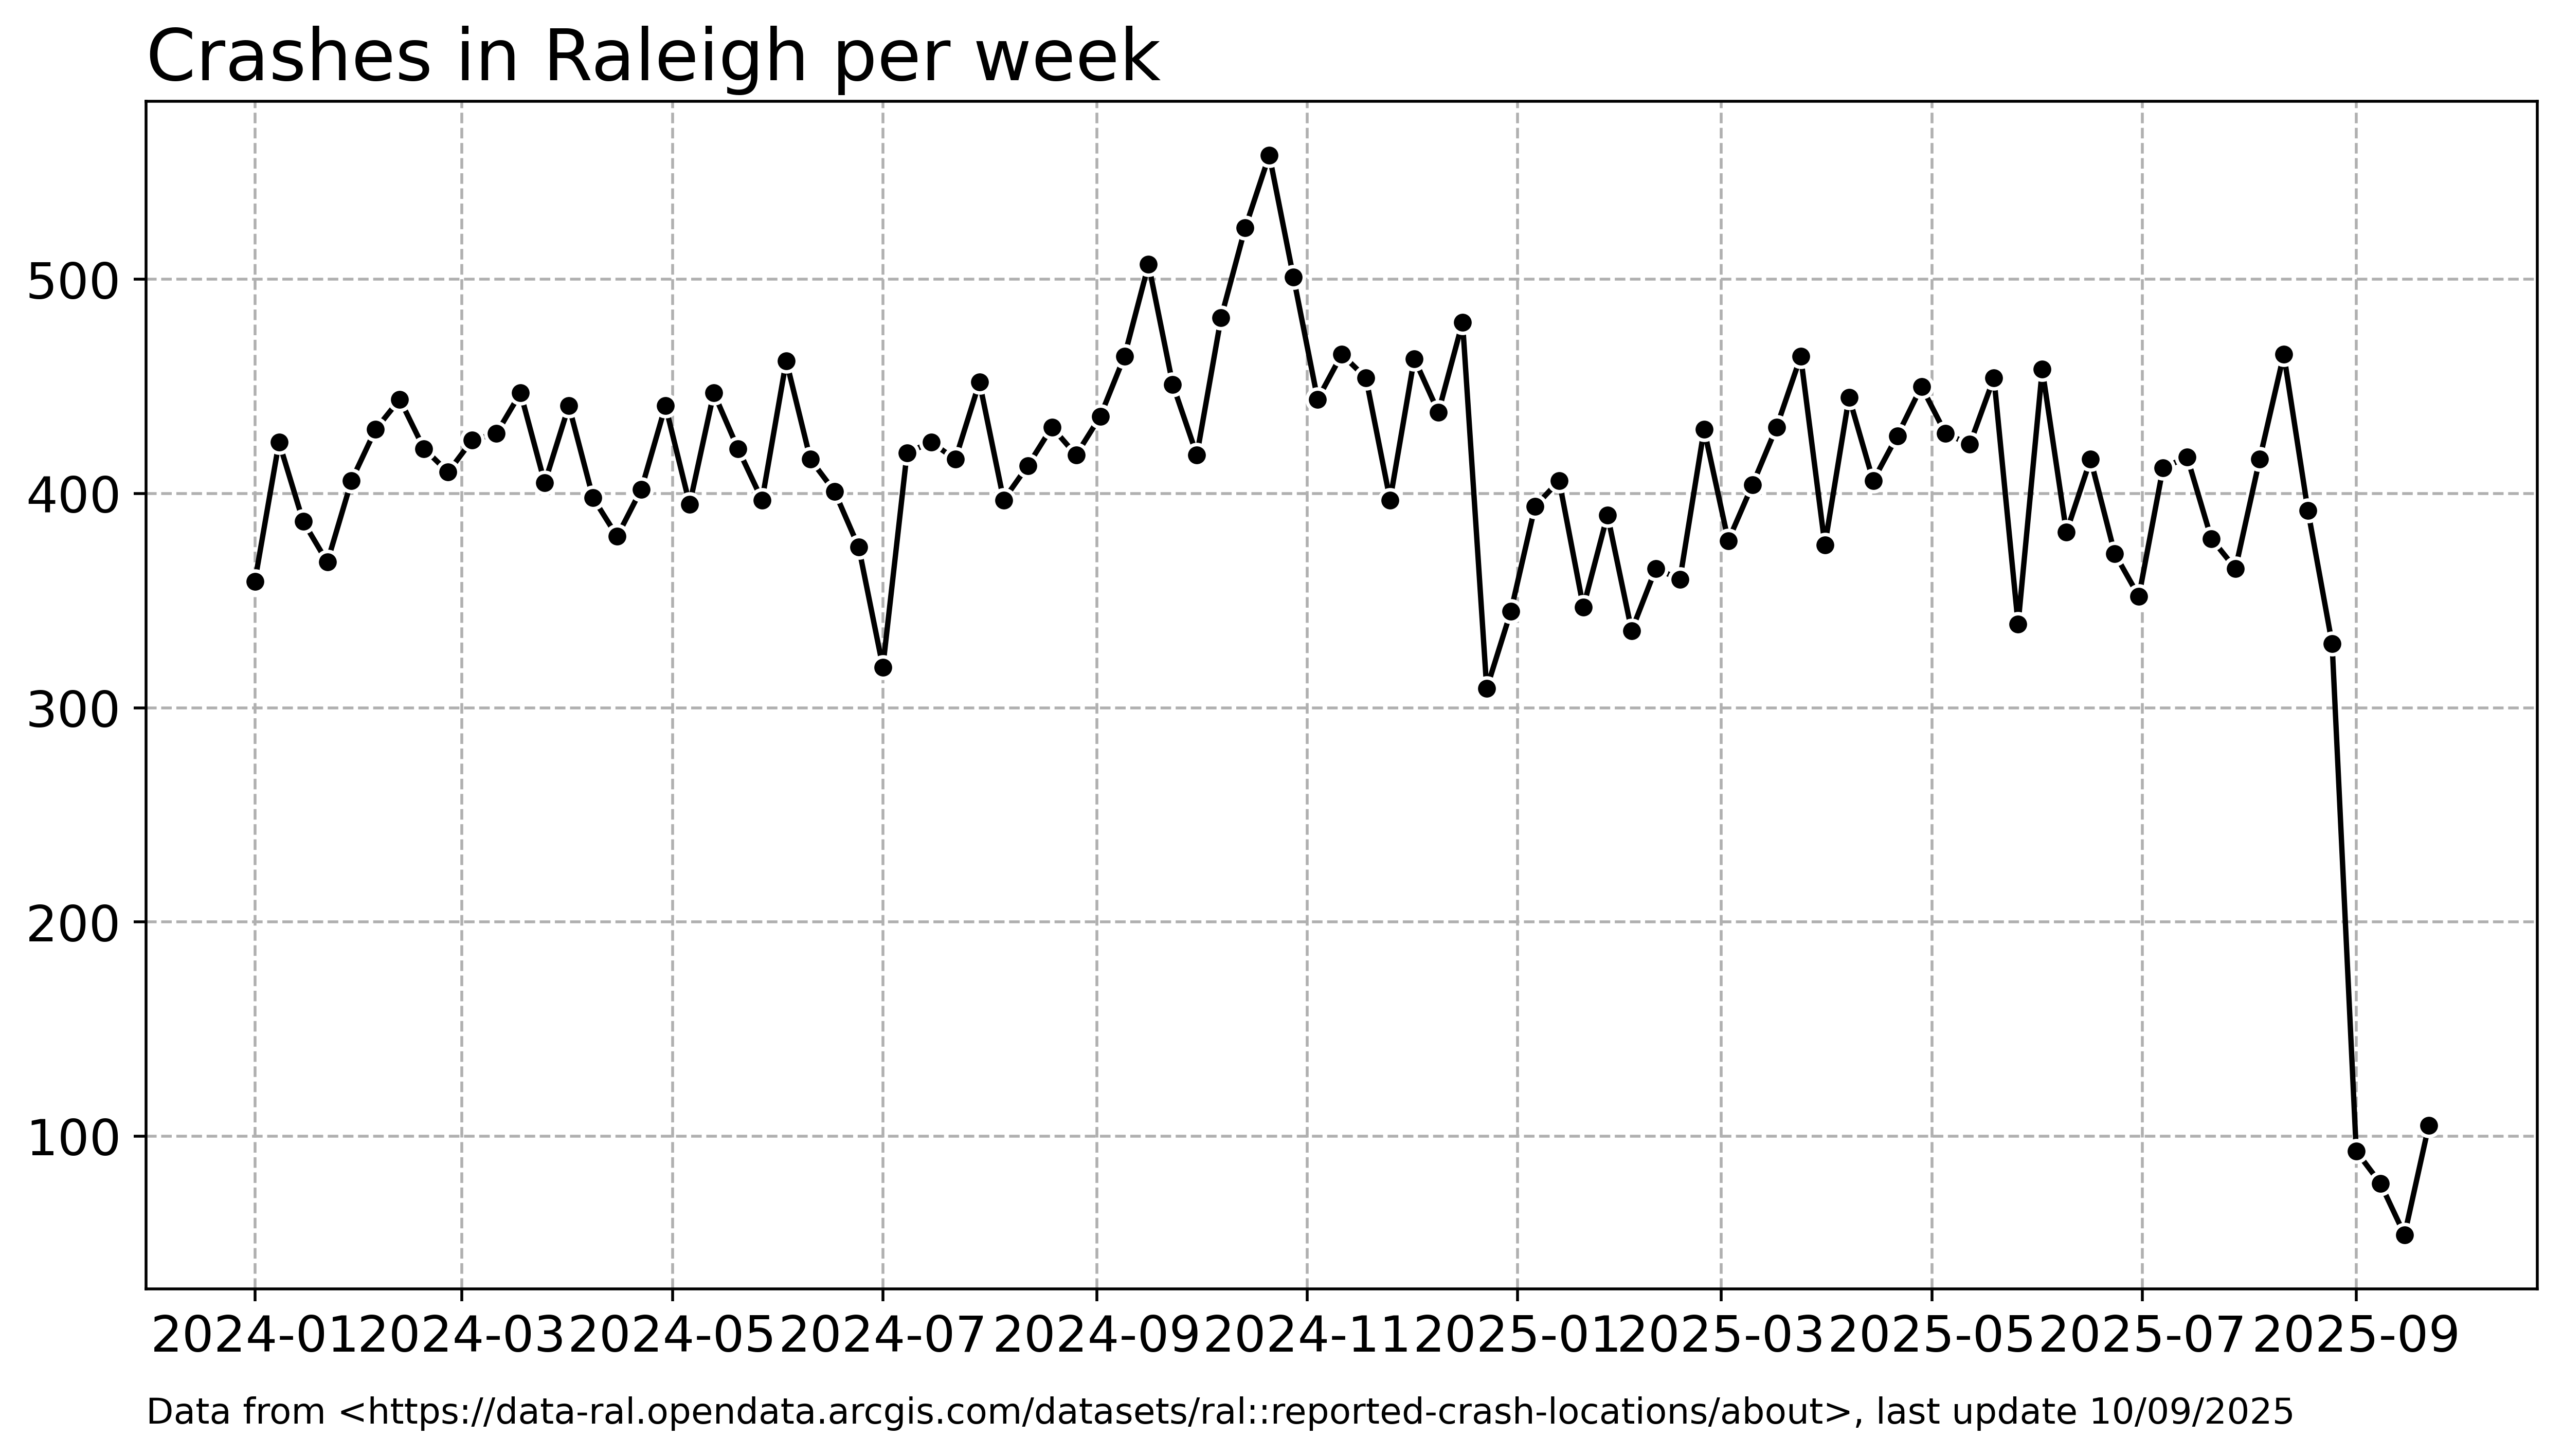 Crashes in Raleigh per week
500
400
300
200
100
2024-01 2024-03 2024-05 2024-07 2024-09 2024-11 2025-01 2025-03 2025-05 2025-07 2025-09
Data from <https://data-ral.opendata.arcgis.com/datasets/ral::reported-crash-locations/about>, last update 10/09/2025